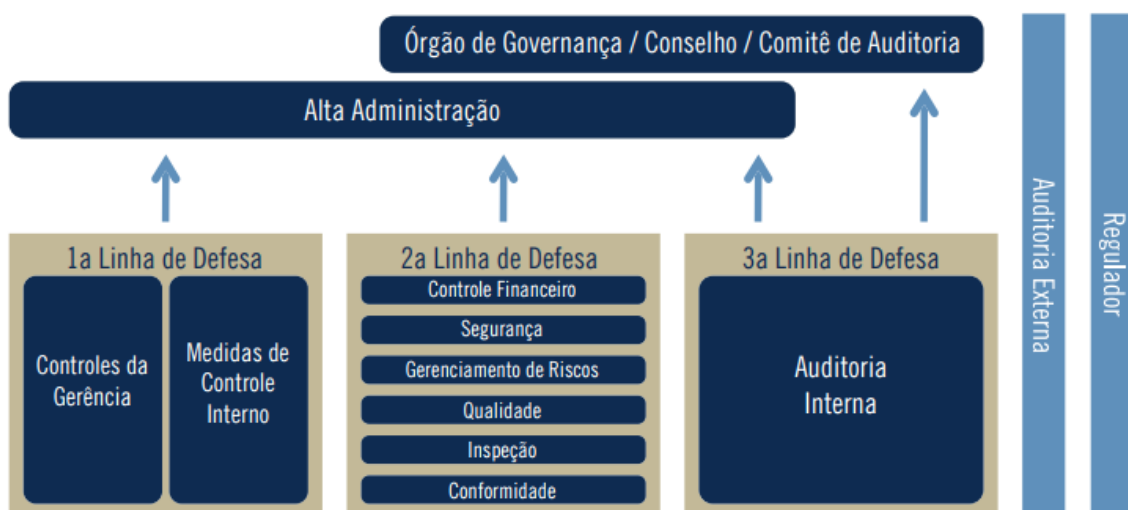 Órgão de Governança / Conselho / Comitê de Auditoria
Alta Administração
1a Linha de Defesa
Controles da
Gerência
Medidas de
Controle
Interno
2a Linha de Defesa
Controle Financeiro
Segurança
Gerenciamento de Riscos
Qualidade
Inspeção
Conformidade
3a Linha de Defesa
Auditoria
Interna
Auditoria Externa
Regulador